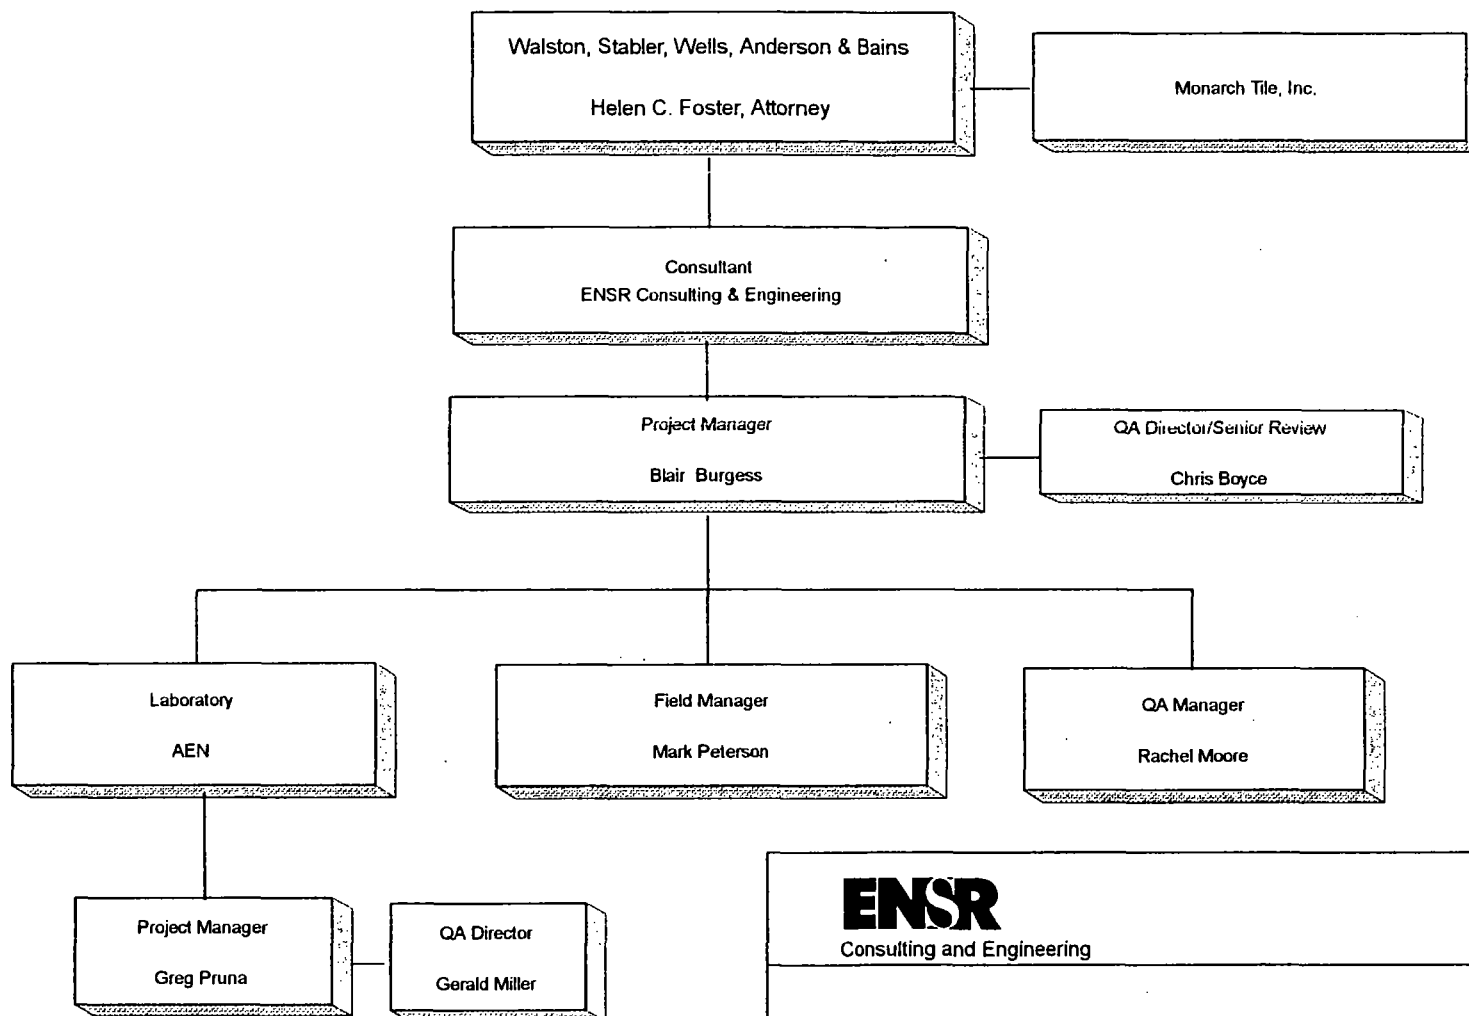 Walston, Stabler, Wells, Anderson & Bains
Helen C. Foster, Attorney
Monarch Tile, Inc.
Consultant
ENSR Consulting & Engineering
Project Manager
Blair Burgess
QA Director/Senior Review
Chris Boyce
Laboratory
AEN
Field Manager
Mark Peterson
QA Manager
Rachel Moore
Project Manager
Greg Pruna
QA Director
Gerald Miller
ENSR
Consulting and Engineering